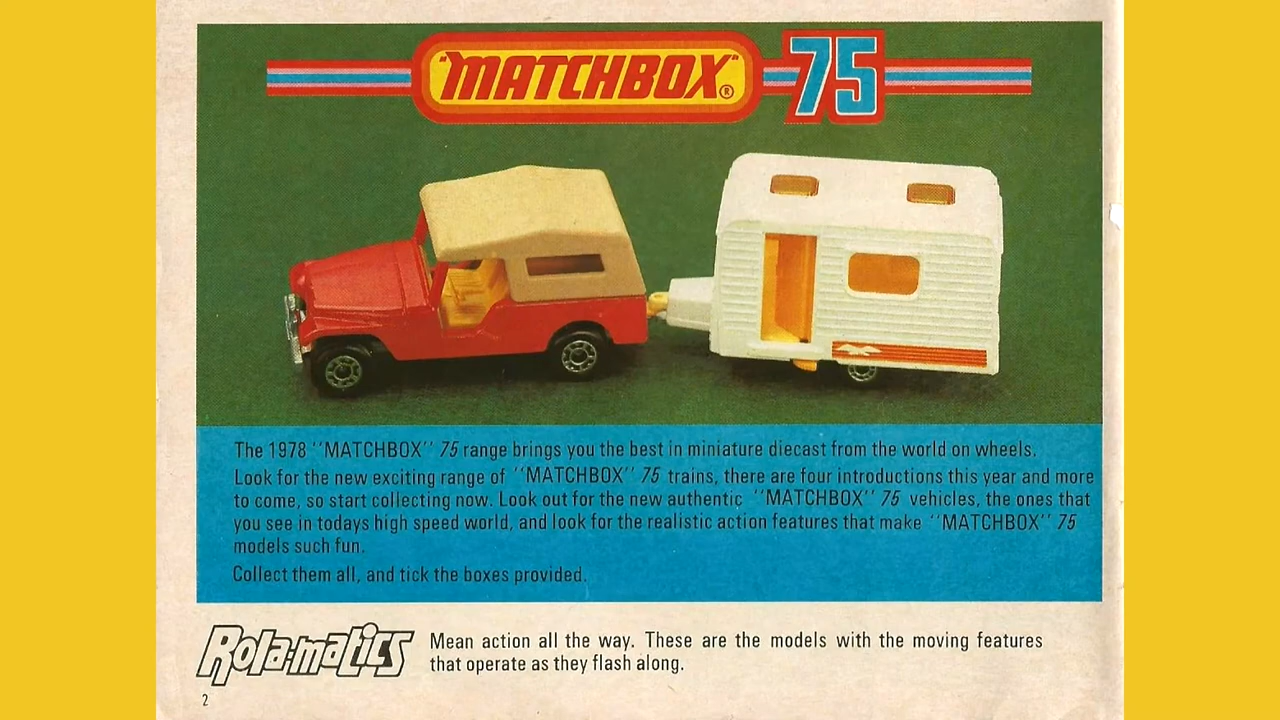 "MATCHBOX"® 75
The 1978 "MATCHBOX" 75 range brings you the best in miniature diecast from the world on wheels.
Look for the new exciting range of "MATCHBOX" 75 trains, there are four introductions this year and more
to come, so start collecting now. Look out for the new authentic "MATCHBOX" 75 vehicles, the ones that
you see in todays high speed world, and look for the realistic action features that make "MATCHBOX" 75
models such fun.
Collect them all, and tick the boxes provided.
Rola-matics
Mean action all the way. These are the models with the moving features
that operate as they flash along.
2